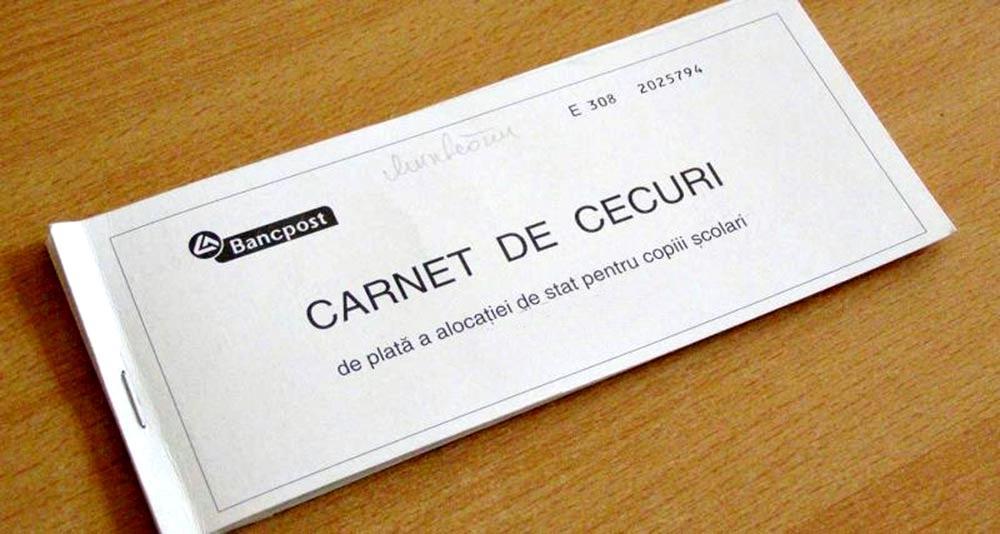 E 308 2025794
Bancpost
CARNET DE CECURI
de plată a alocației de stat pentru copiii școlari